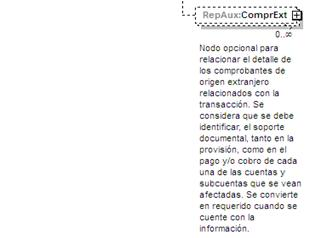 RepAux:ComprExt
0..∞
Nodo opcional para
relacionar el detalle de
los comprobantes de
origen extranjero
relacionados con la
transacción. Se
considera que se debe
identificar, el soporte
documental, tanto en la
provisión, como en el
pago y/o cobro de cada
una de las cuentas y
subcuentas que se vean
afectadas. Se convierte
en requerido cuando se
cuente con la
información.